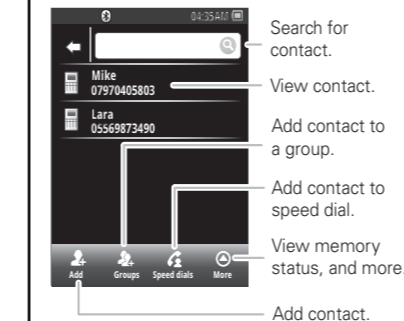 04:35AM
Search for
contact.
Mike
07970405803
View contact.
Lara
05569873490
Add contact to
a group.
Add contact to
speed dial.
View memory
status, and more.
Add
Groups
Speed dials
More
Add contact.